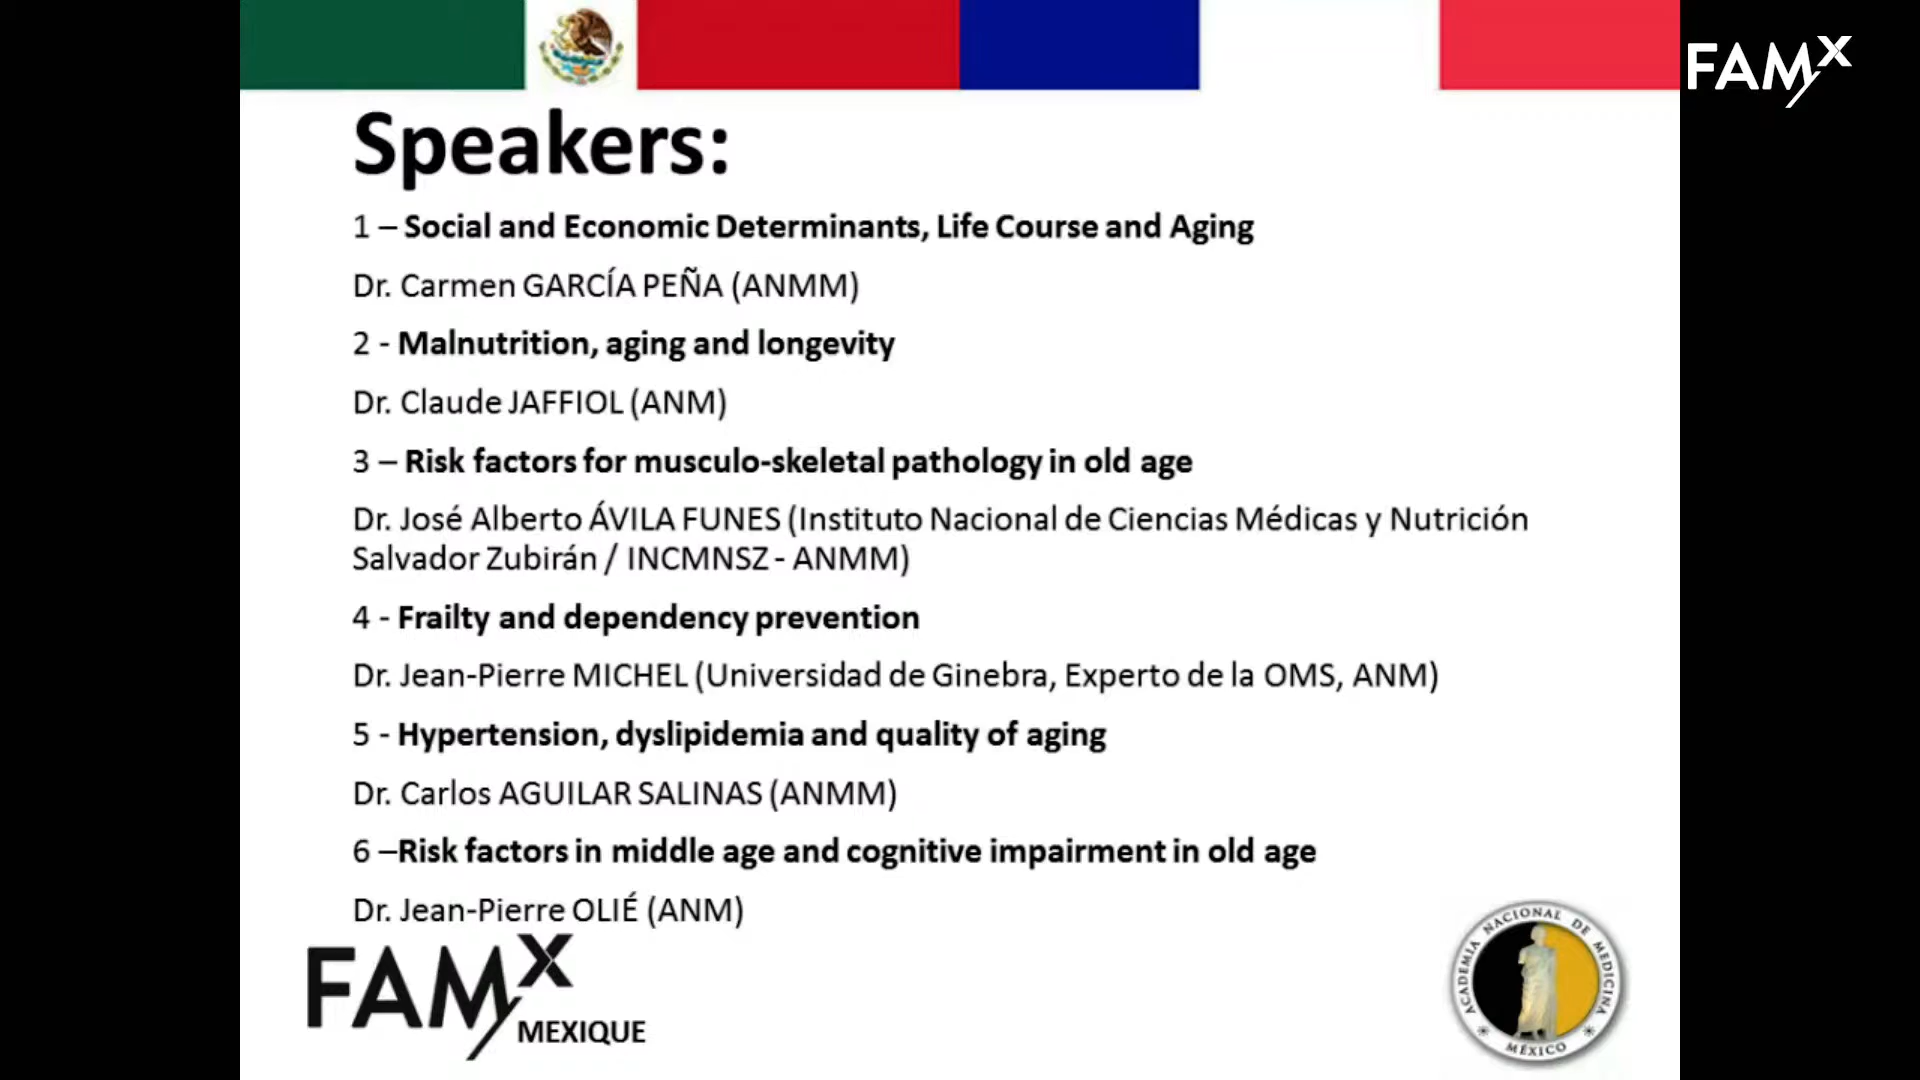 FAMX
Speakers:
1 – Social and Economic Determinants, Life Course and Aging
Dr. Carmen GARCÍA PEÑA (ANMM)
2 - Malnutrition, aging and longevity
Dr. Claude JAFFIOL (ANM)
3 – Risk factors for musculo-skeletal pathology in old age
Dr. José Alberto ÁVILA FUNES (Instituto Nacional de Ciencias Médicas y Nutrición
Salvador Zubirán / INCMNSZ - ANMM)
4 - Frailty and dependency prevention
Dr. Jean-Pierre MICHEL (Universidad de Ginebra, Experto de la OMS, ANM)
5 - Hypertension, dyslipidemia and quality of aging
Dr. Carlos AGUILAR SALINAS (ANMM)
6 –Risk factors in middle age and cognitive impairment in old age
Dr. Jean-Pierre OLIÉ (ANM)
FAMX
MEXIQUE
ACADEMIA NACIONAL DE MEDICINA
MÉXICO